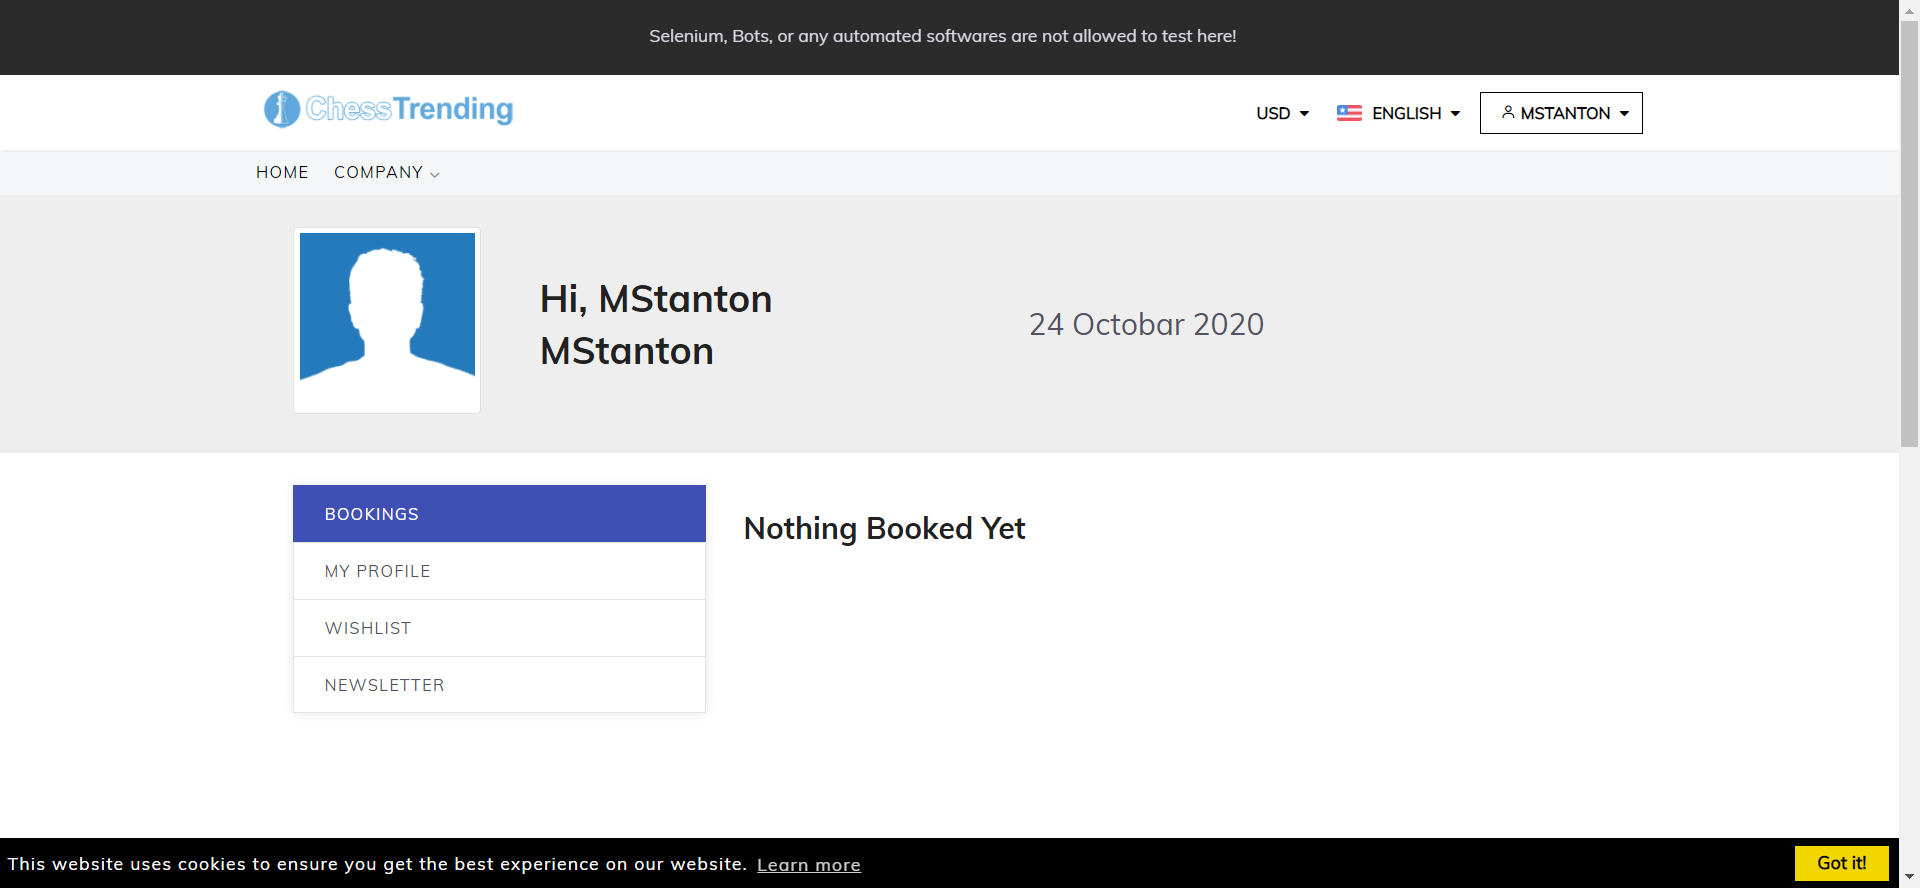 Selenium, Bots, or any automated softwares are not allowed to test here!
ChessTrending
USD
ENGLISH
MSTANTON
HOME
COMPANY
Hi, MStanton
MStanton
24 Octobar 2020
BOOKINGS
MY PROFILE
WISHLIST
NEWSLETTER
Nothing Booked Yet
This website uses cookies to ensure you get the best experience on our website. Learn more
Got it!